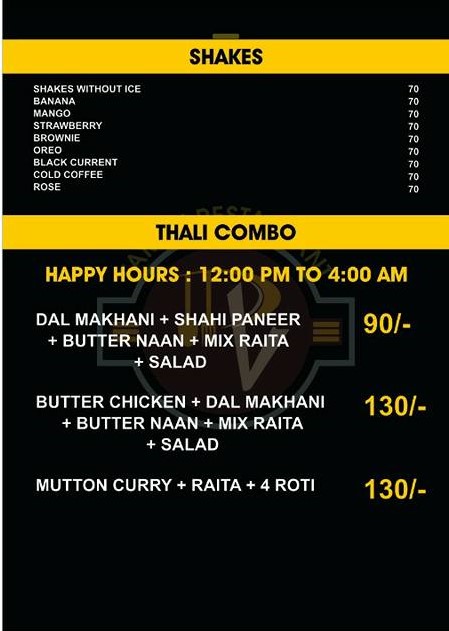 SHAKES
SHAKES WITHOUT ICE 70
BANANA 70
MANGO 70
STRAWBERRY 70
BROWNIE 70
OREO 70
BLACK CURRENT 70
COLD COFFEE 70
ROSE 70
THALI COMBO
HAPPY HOURS : 12:00 PM TO 4:00 AM
DAL MAKHANI + SHAHI PANEER 90/-
+ BUTTER NAAN + MIX RAITA
+ SALAD
BUTTER CHICKEN + DAL MAKHANI 130/-
+ BUTTER NAAN + MIX RAITA
+ SALAD
MUTTON CURRY + RAITA + 4 ROTI 130/-